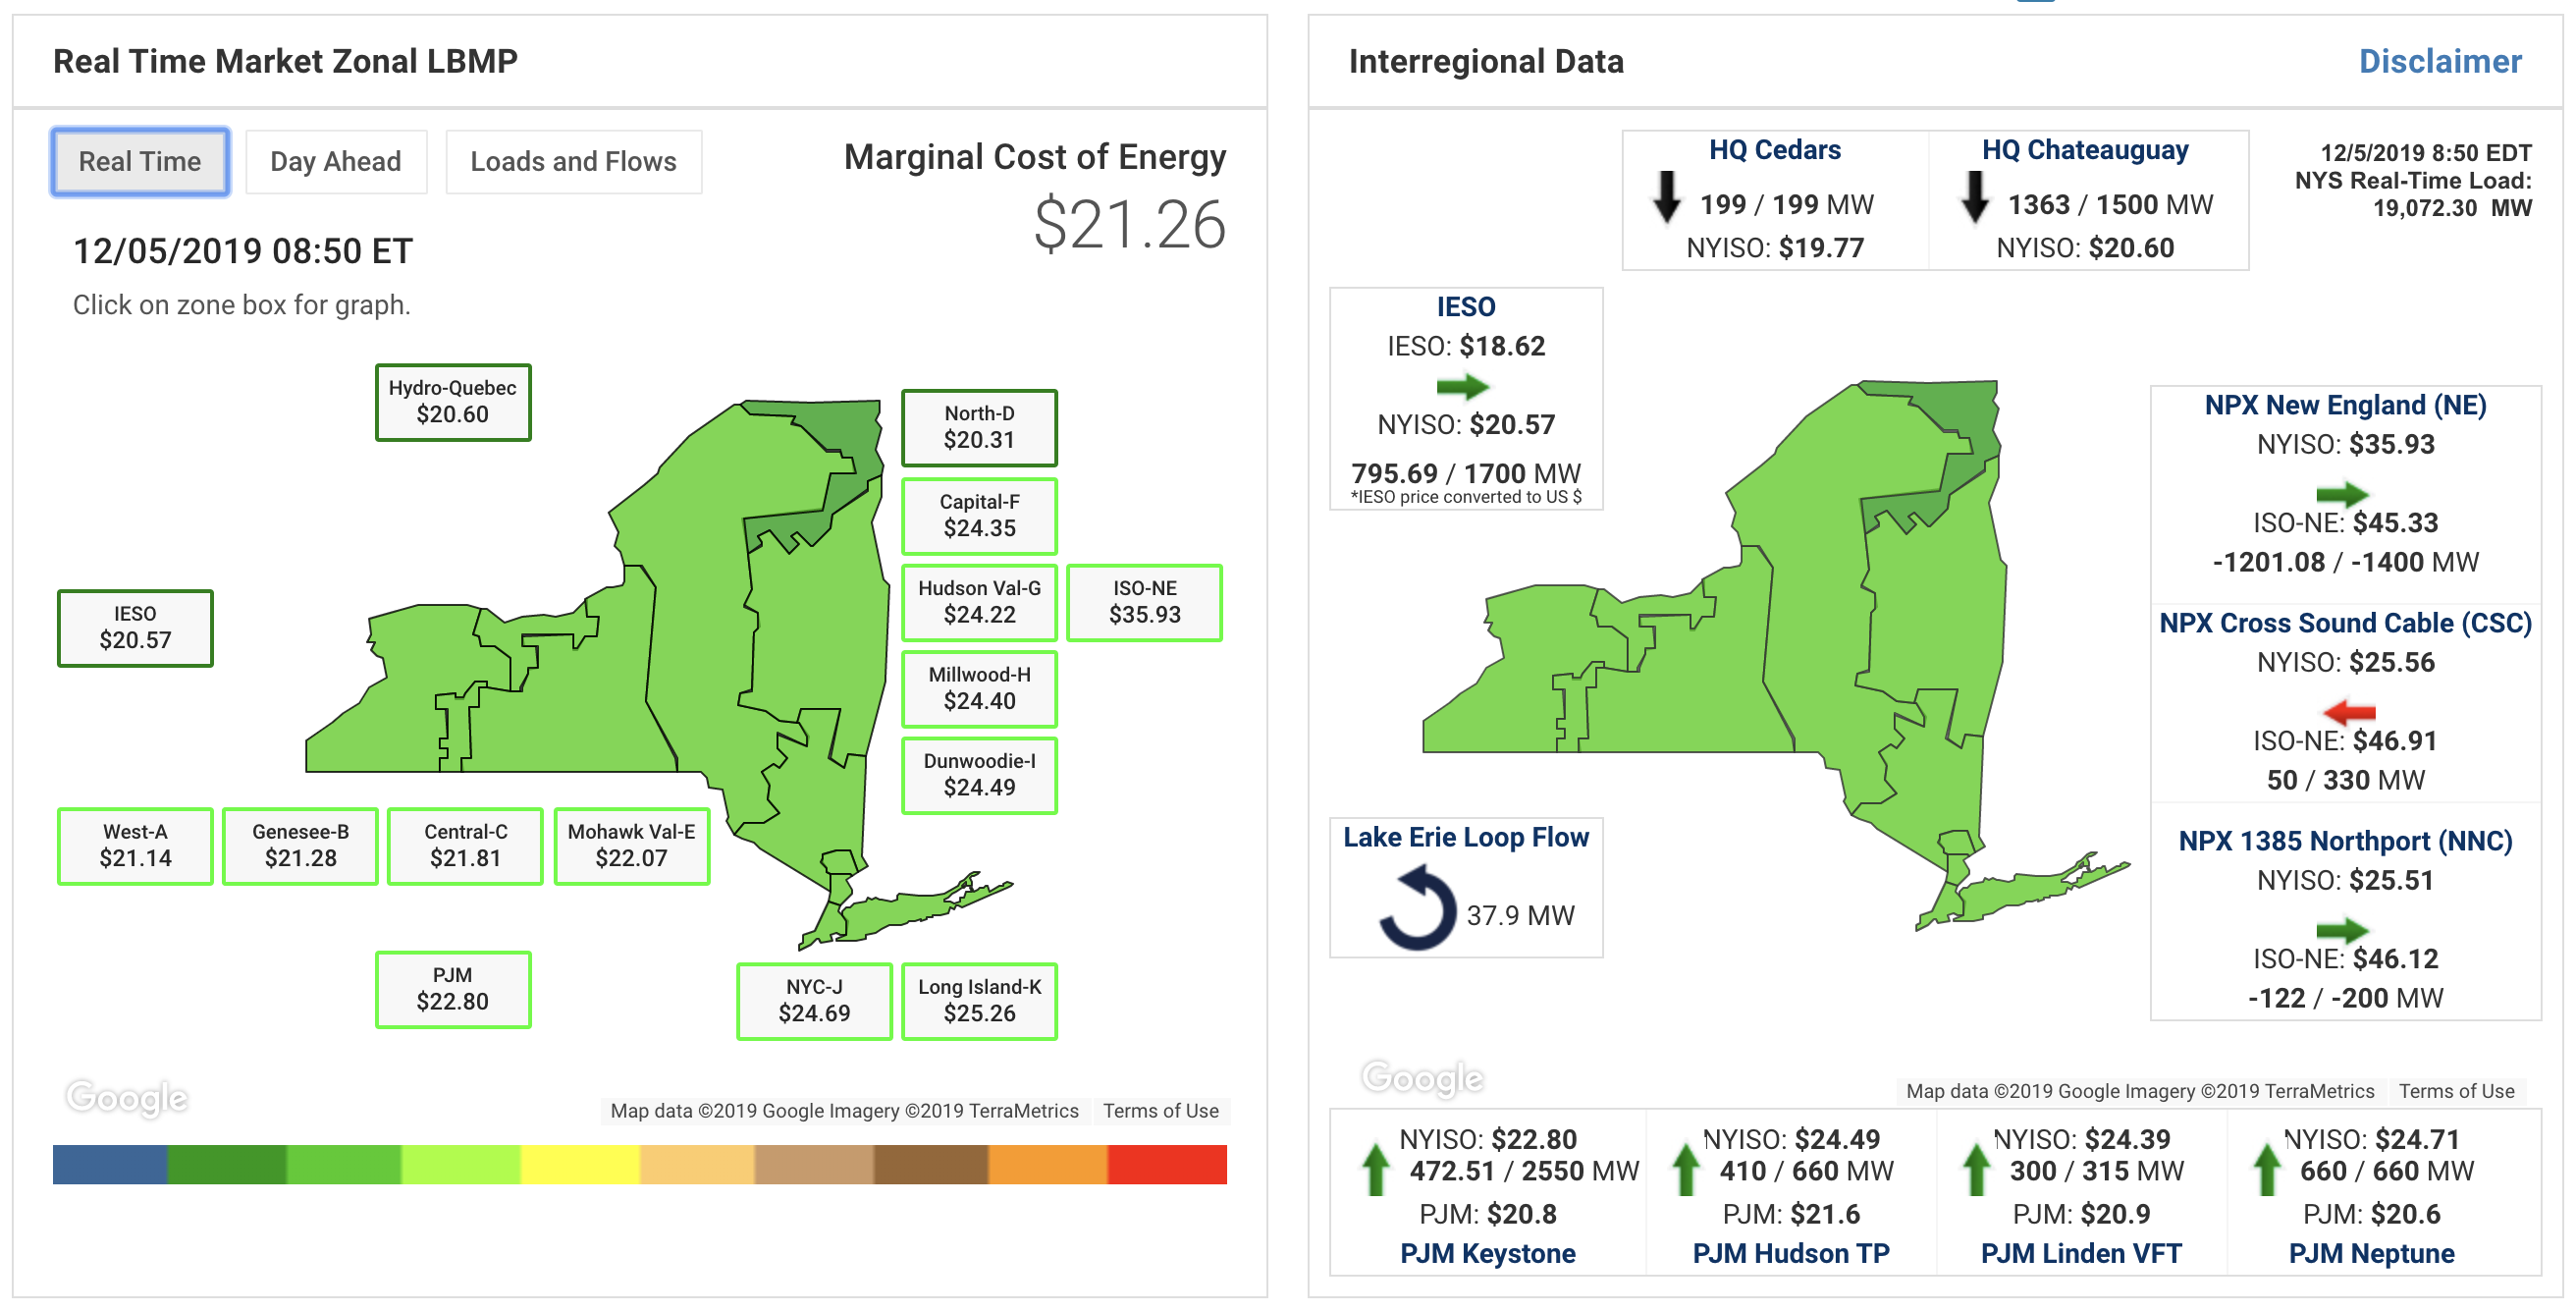 Real Time Market Zonal LBMP
Real Time
Day Ahead
Loads and Flows
Marginal Cost of Energy
$21.26
12/05/2019 08:50 ET
Click on zone box for graph.
Hydro-Quebec
$20.60
North-D
$20.31
Capital-F
$24.35
Hudson Val-G
$24.22
ISO-NE
$35.93
IESO
$20.57
Millwood-H
$24.40
Dunwoodie-I
$24.49
West-A
$21.14
Genesee-B
$21.28
Central-C
$21.81
Mohawk Val-E
$22.07
PJM
$22.80
NYC-J
$24.69
Long Island-K
$25.26
Google
Map data ©2019 Google Imagery ©2019 TerraMetrics
Terms of Use
Interregional Data
Disclaimer
HQ Cedars
199 / 199 MW
NYISO: $19.77
HQ Chateauguay
1363 / 1500 MW
NYISO: $20.60
12/5/2019 8:50 EDT
NYS Real-Time Load:
19,072.30 MW
IESO
IESO: $18.62
NYISO: $20.57
795.69 / 1700 MW
*IESO price converted to US $
NPX New England (NE)
NYISO: $35.93
ISO-NE: $45.33
-1201.08 / -1400 MW
NPX Cross Sound Cable (CSC)
NYISO: $25.56
ISO-NE: $46.91
50 / 330 MW
NPX 1385 Northport (NNC)
NYISO: $25.51
ISO-NE: $46.12
-122 / -200 MW
Lake Erie Loop Flow
37.9 MW
Google
Map data ©2019 Google Imagery ©2019 TerraMetrics
Terms of Use
NYISO: $22.80
472.51 / 2550 MW
PJM: $20.8
PJM Keystone
NYISO: $24.49
410 / 660 MW
PJM: $21.6
PJM Hudson TP
NYISO: $24.39
300 / 315 MW
PJM: $20.9
PJM Linden VFT
NYISO: $24.71
660 / 660 MW
PJM: $20.6
PJM Neptune